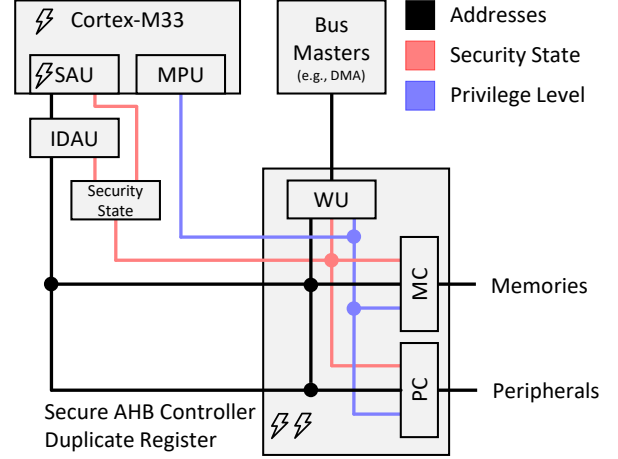 Cortex-M33
SAU
MPU
IDAU
Security
State
Bus
Masters
(e.g., DMA)
Addresses
Security State
Privilege Level
WU
MC
Memories
PC
Peripherals
Secure AHB Controller
Duplicate Register